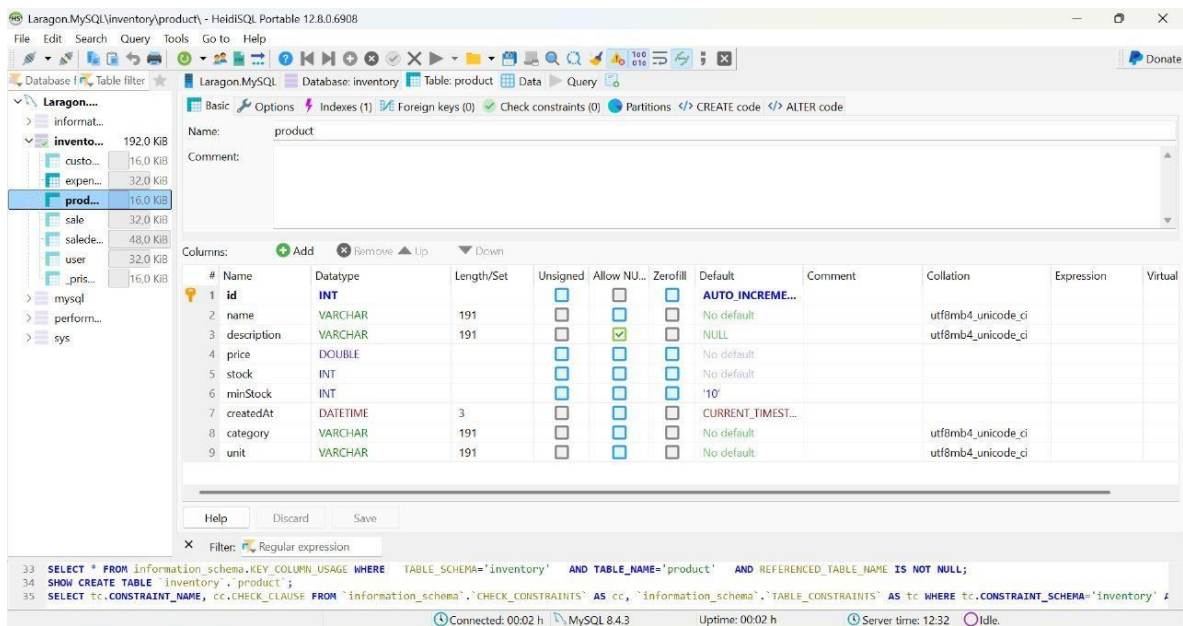 Laragon.MySQL\inventory\product\ - HeidiSQL Portable 12.8.0.6908
File Edit Search Query Tools Go to Help
Donate
Table filter Laragon.MySQL Database: inventory Table: product Data Query
Laragon....
informat...
invento... 192,0 KiB
custo... 16,0 KiB
expen... 32,0 KiB
prod... 16,0 KiB
sale 32,0 KiB
salede... 48,0 KiB
user 32,0 KiB
_pris... 16,0 KiB
mysql
perform...
sys
Basic Options Indexes (1) Foreign keys (0) Check constraints (0) Partitions </> CREATE code </> ALTER code
Name: product
Comment:
Columns: Add Remove Up Down
# Name Datatype Length/Set Unsigned Allow NU... Zerofill Default Comment Collation Expression Virtual
1 id INT AUTO_INCREME...
2 name VARCHAR 191 No default utf8mb4_unicode_ci
3 description VARCHAR 191 NULL utf8mb4_unicode_ci
4 price DOUBLE No default
5 stock INT No default
6 minStock INT '10'
7 createdAt DATETIME 3 CURRENT_TIMEST...
8 category VARCHAR 191 No default utf8mb4_unicode_ci
9 unit VARCHAR 191 No default utf8mb4_unicode_ci
Help Discard Save
Filter: Regular expression
33 SELECT * FROM information_schema.KEY_COLUMN_USAGE WHERE TABLE_SCHEMA='inventory' AND TABLE_NAME='product' AND REFERENCED_TABLE_NAME IS NOT NULL;
34 SHOW CREATE TABLE `inventory`.`product`;
35 SELECT tc.CONSTRAINT_NAME, cc.CHECK_CLAUSE FROM `information_schema`.`CHECK_CONSTRAINTS` AS cc, `information_schema`.`TABLE_CONSTRAINTS` AS tc WHERE tc.CONSTRAINT_SCHEMA='inventory'
Connected: 00:02 h MySQL 8.4.3 Uptime: 00:02 h Server time: 12:32 Idle.